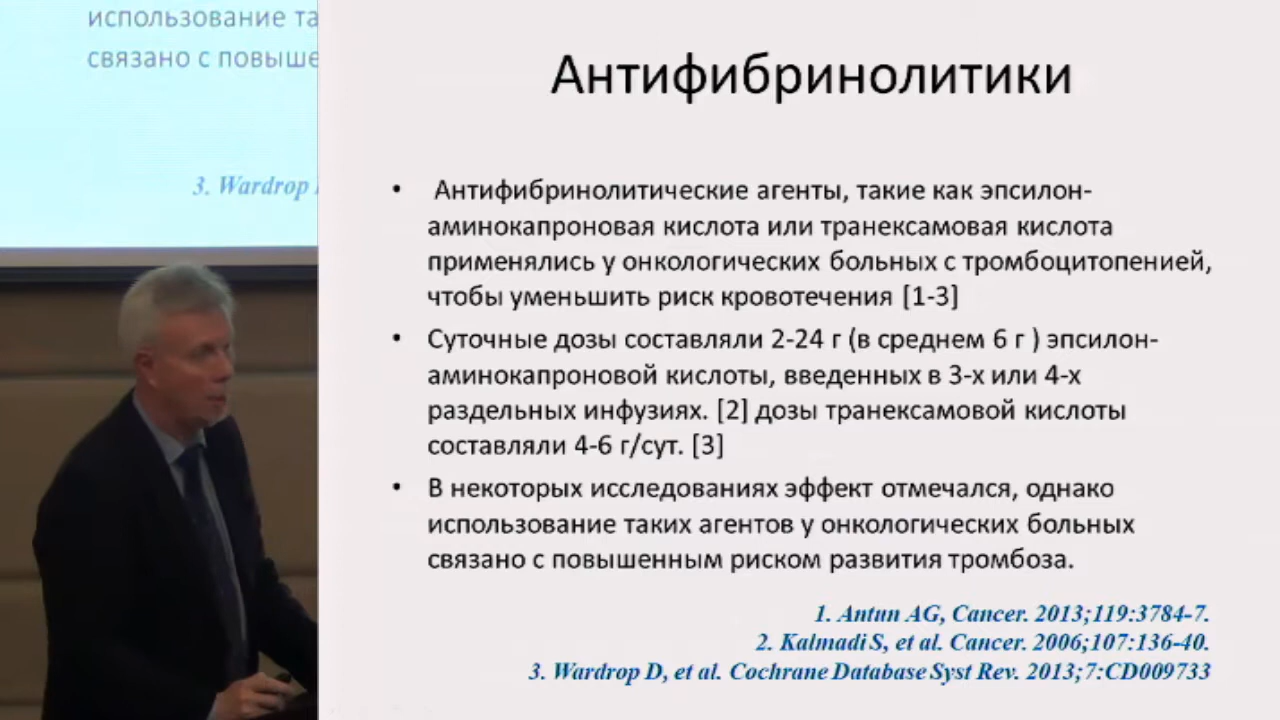 использование
связано с
3. Wardrop
Антифибринолитики
• Антифибринолитические агенты, такие как эпсилон-
аминокапроновая кислота или транексамовая кислота
применялись у онкологических больных с тромбоцитопенией,
чтобы уменьшить риск кровотечения [1-3]
• Суточные дозы составляли 2-24 г (в среднем 6 г ) эпсилон-
аминокапроновой кислоты, введенных в 3-х или 4-х
раздельных инфузиях. [2] дозы транексамовой кислоты
составляли 4-6 г/сут. [3]
• В некоторых исследованиях эффект отмечался, однако
использование таких агентов у онкологических больных
связано с повышенным риском развития тромбоза.
1. Antun AG, Cancer. 2013;119:3784-7.
2. Kalmadi S, et al. Cancer. 2006;107:136-40.
3. Wardrop D, et al. Cochrane Database Syst Rev. 2013;7:CD009733